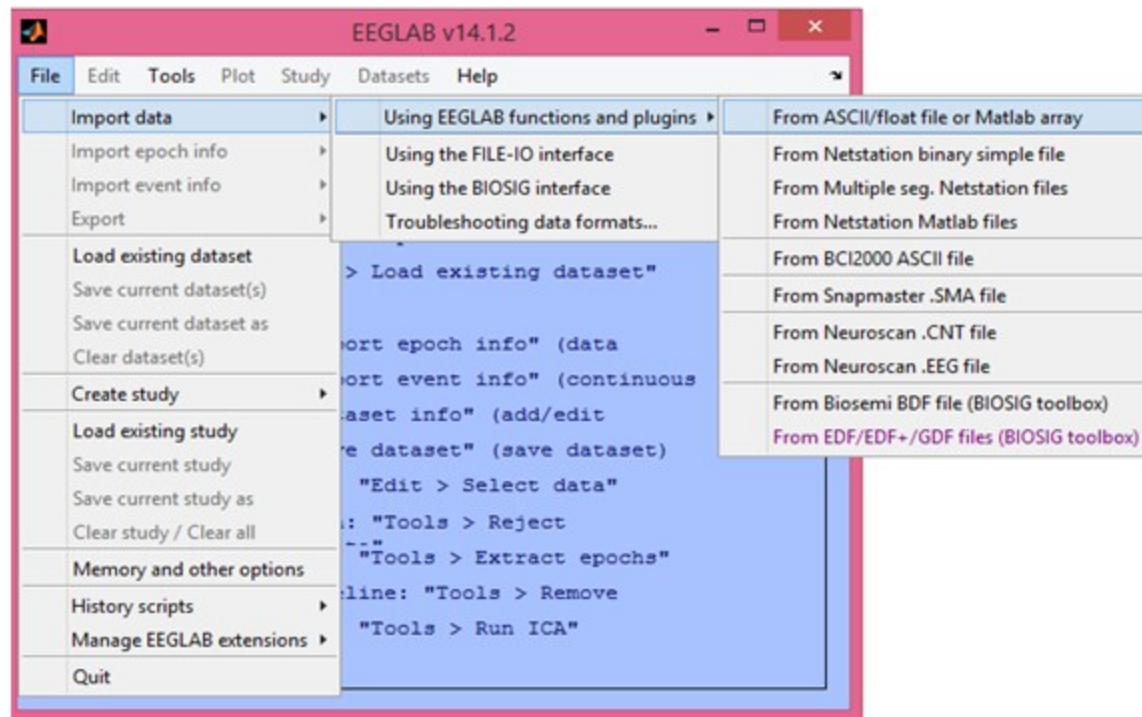 EEGLAB v14.1.2
File Edit Tools Plot Study Datasets Help
Import data
Import epoch info
Import event info
Export
Load existing dataset
Save current dataset(s)
Save current dataset as
Clear dataset(s)
Create study
Load existing study
Save current study
Save current study as
Clear study / Clear all
Memory and other options
History scripts
Manage EEGLAB extensions
Quit
Using EEGLAB functions and plugins
Using the FILE-IO interface
Using the BIOSIG interface
Troubleshooting data formats...
From ASCII/float file or Matlab array
From Netstation binary simple file
From Multiple seg. Netstation files
From Netstation Matlab files
From BCI2000 ASCII file
From Snapmaster .SMA file
From Neuroscan .CNT file
From Neuroscan .EEG file
From Biosemi BDF file (BIOSIG toolbox)
From EDF/EDF+/GDF files (BIOSIG toolbox)
> Load existing dataset"
ort epoch info" (data
ort event info" (continuous
aset info" (add/edit
e dataset" (save dataset)
"Edit > Select data"
: "Tools > Reject
"Tools > Extract epochs"
line: "Tools > Remove
"Tools > Run ICA"